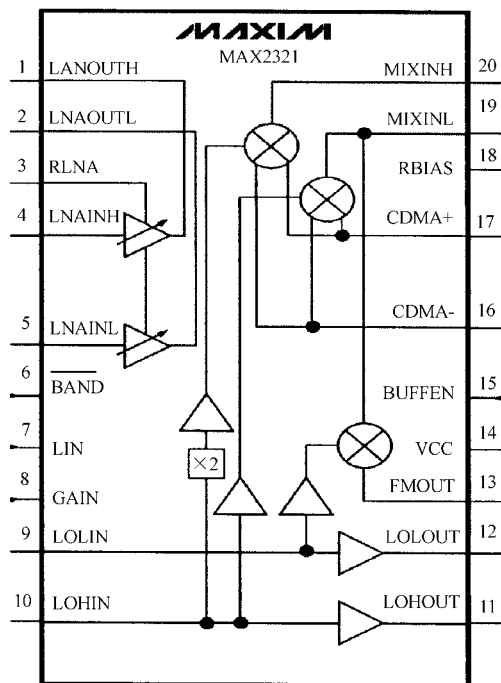 MAXIM
MAX2321
1 LANOUTH
2 LNAOUTL
3 RLNA
4 LNAINH
5 LNAINL
6 BAND
7 LIN
8 GAIN
9 LOLIN
10 LOHIN
×2
MIXINH 20
MIXINL 19
RBIAS 18
CDMA+ 17
CDMA- 16
BUFFEN 15
VCC 14
FMOUT 13
LOLOUT 12
LOHOUT 11